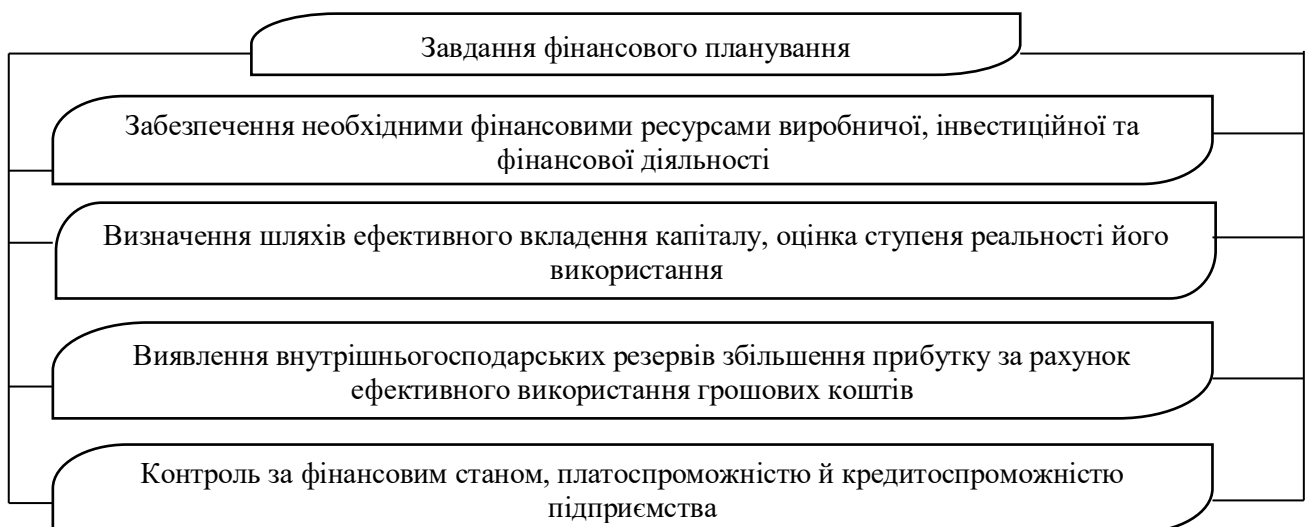 Завдання фінансового планування
Забезпечення необхідними фінансовими ресурсами виробничої, інвестиційної та
фінансової діяльності
Визначення шляхів ефективного вкладення капіталу, оцінка ступеня реальності його
використання
Виявлення внутрішньогосподарських резервів збільшення прибутку за рахунок
ефективного використання грошових коштів
Контроль за фінансовим станом, платоспроможністю й кредитоспроможністю
підприємства